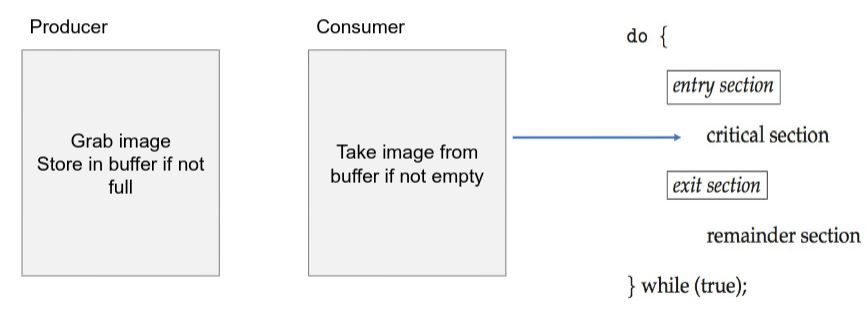 Producer
Grab image
Store in buffer if not
full
Consumer
Take image from
buffer if not empty
do {
entry section
critical section
exit section
remainder section
} while (true);